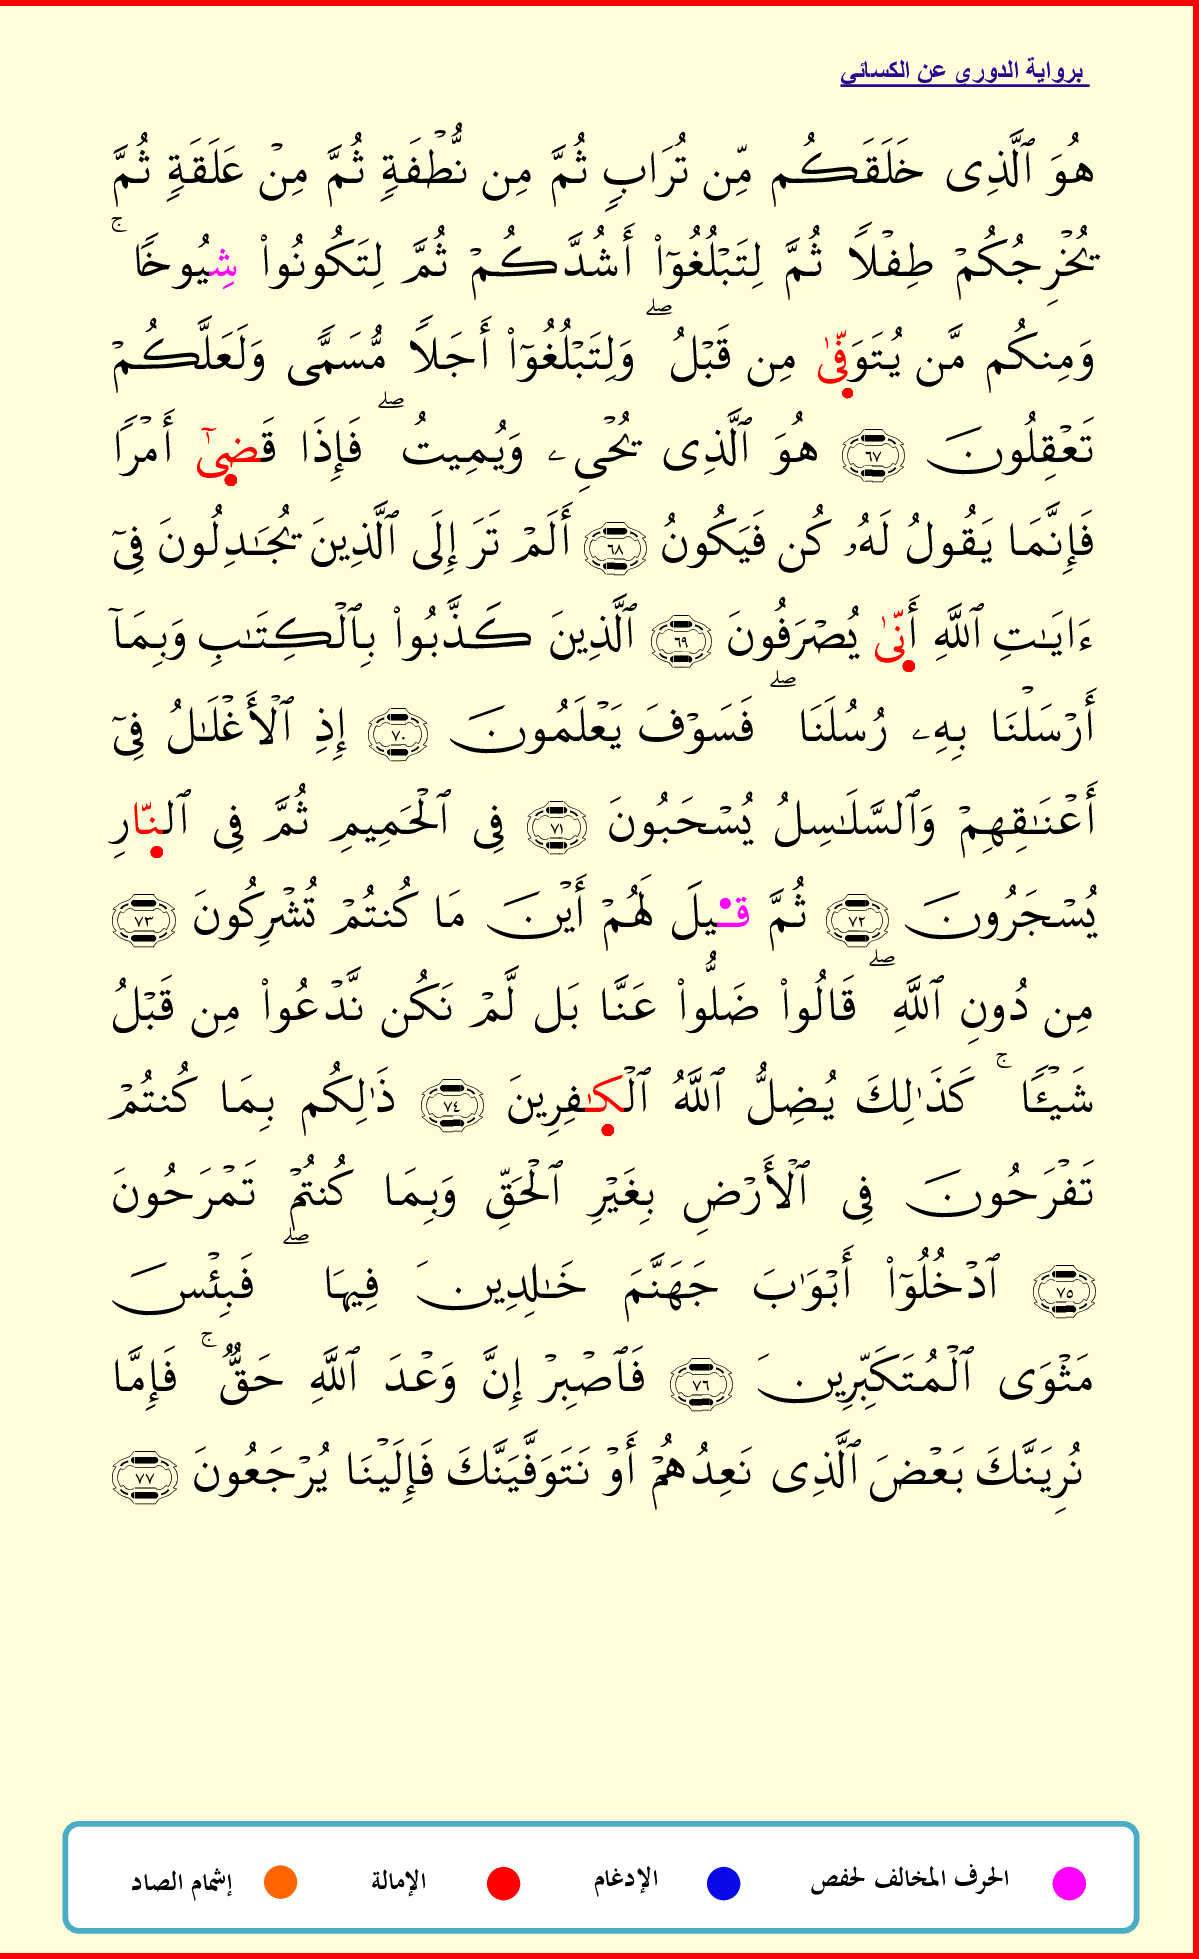 برواية الدوري عن الكسائي
هُوَ ٱلَّذِى خَلَقَكُم مِّن تُرَابٍ ثُمَّ مِن نُّطْفَةٍ ثُمَّ مِنْ عَلَقَةٍ ثُمَّ
يُخْرِجُكُمْ طِفْلًا ثُمَّ لِتَبْلُغُوٓا۟ أَشُدَّكُمْ ثُمَّ لِتَكُونُوا۟ شِيُوخًا ۚ
وَمِنكُم مَّن يُتَوَفّىٰ مِن قَبْلُ ۖ وَلِتَبْلُغُوٓا۟ أَجَلًا مُّسَمًّى وَلَعَلَّكُمْ
تَعْقِلُونَ ٦٧ هُوَ ٱلَّذِى يُحْىِۦ وَيُمِيتُ ۖ فَإِذَا قَضىٰٓ أَمْرًا
فَإِنَّمَا يَقُولُ لَهُۥ كُن فَيَكُونُ ٦٨ أَلَمْ تَرَ إِلَى ٱلَّذِينَ يُجَـٰدِلُونَ فِىٓ
ءَايَـٰتِ ٱللَّهِ أَنّىٰ يُصْرَفُونَ ٦٩ ٱلَّذِينَ كَذَّبُوا۟ بِٱلْكِتَـٰبِ وَبِمَآ
أَرْسَلْنَا بِهِۦ رُسُلَنَا ۖ فَسَوْفَ يَعْلَمُونَ ٧٠ إِذِ ٱلْأَغْلَـٰلُ فِىٓ
أَعْنَـٰقِهِمْ وَٱلسَّلَـٰسِلُ يُسْحَبُونَ ٧١ فِى ٱلْحَمِيمِ ثُمَّ فِى ٱلنّارِ
يُسْجَرُونَ ٧٢ ثُمَّ قِيلَ لَهُمْ أَيْنَ مَا كُنتُمْ تُشْرِكُونَ ٧٣
مِن دُونِ ٱللَّهِ ۖ قَالُوا۟ ضَلُّوا۟ عَنَّا بَل لَّمْ نَكُن نَّدْعُوا۟ مِن قَبْلُ
شَيْـًٔا ۚ كَذَٰلِكَ يُضِلُّ ٱللَّهُ ٱلْكـٰفِرِينَ ٧٤ ذَٰلِكُم بِمَا كُنتُمْ
تَفْرَحُونَ فِى ٱلْأَرْضِ بِغَيْرِ ٱلْحَقِّ وَبِمَا كُنتُمْ تَمْرَحُونَ
٧٥ ٱدْخُلُوٓا۟ أَبْوَٰبَ جَهَنَّمَ خَـٰلِدِينَ فِيهَا ۖ فَبِئْسَ
مَثْوَى ٱلْمُتَكَبِّرِينَ ٧٦ فَٱصْبِرْ إِنَّ وَعْدَ ٱللَّهِ حَقٌّ ۚ فَإِمَّا
نُرِيَنَّكَ بَعْضَ ٱلَّذِى نَعِدُهُمْ أَوْ نَتَوَفَّيَنَّكَ فَإِلَيْنَا يُرْجَعُونَ ٧٧
الحرف المخالف لحفص الإدغام الإمالة إشمام الصاد